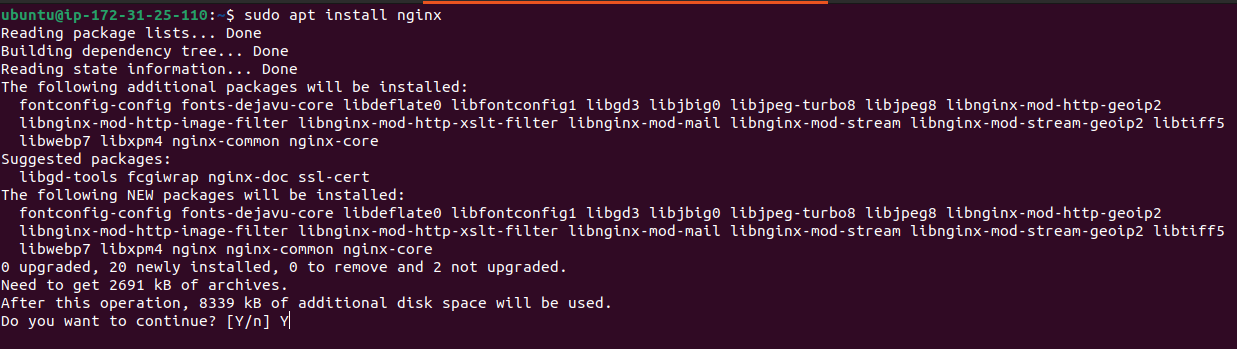 ubuntu@ip-172-31-25-110:~$ sudo apt install nginx
Reading package lists... Done
Building dependency tree... Done
Reading state information... Done
The following additional packages will be installed:
  fontconfig-config fonts-dejavu-core libdeflate0 libfontconfig1 libgd3 libjbig0 libjpeg-turbo8 libjpeg8 libnginx-mod-http-geoip2
  libnginx-mod-http-image-filter libnginx-mod-http-xslt-filter libnginx-mod-mail libnginx-mod-stream libnginx-mod-stream-geoip2 libtiff5
  libwebp7 libxpm4 nginx-common nginx-core
Suggested packages:
  libgd-tools fcgiwrap nginx-doc ssl-cert
The following NEW packages will be installed:
  fontconfig-config fonts-dejavu-core libdeflate0 libfontconfig1 libgd3 libjbig0 libjpeg-turbo8 libjpeg8 libnginx-mod-http-geoip2
  libnginx-mod-http-image-filter libnginx-mod-http-xslt-filter libnginx-mod-mail libnginx-mod-stream libnginx-mod-stream-geoip2 libtiff5
  libwebp7 libxpm4 nginx nginx-common nginx-core
0 upgraded, 20 newly installed, 0 to remove and 2 not upgraded.
Need to get 2691 kB of archives.
After this operation, 8339 kB of additional disk space will be used.
Do you want to continue? [Y/n] Y